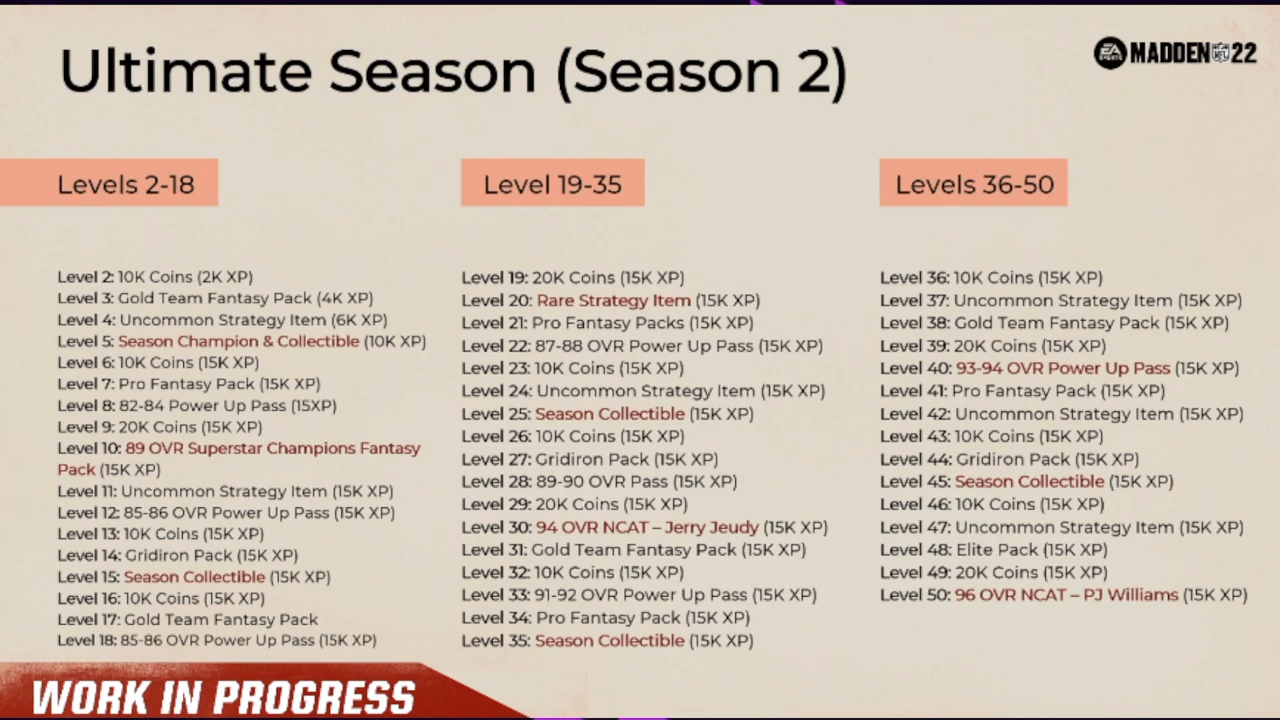 Ultimate Season (Season 2)
EA SPORTS MADDEN NFL 22
Levels 2-18
Level 2: 10K Coins (2K XP)
Level 3: Gold Team Fantasy Pack (4K XP)
Level 4: Uncommon Strategy Item (6K XP)
Level 5: Season Champion & Collectible (10K XP)
Level 6: 10K Coins (15K XP)
Level 7: Pro Fantasy Pack (15K XP)
Level 8: 82-84 Power Up Pass (15XP)
Level 9: 20K Coins (15K XP)
Level 10: 89 OVR Superstar Champions Fantasy
Pack (15K XP)
Level 11: Uncommon Strategy Item (15K XP)
Level 12: 85-86 OVR Power Up Pass (15K XP)
Level 13: 10K Coins (15K XP)
Level 14: Gridiron Pack (15K XP)
Level 15: Season Collectible (15K XP)
Level 16: 10K Coins (15K XP)
Level 17: Gold Team Fantasy Pack
Level 18: 85-86 OVR Power Up Pass (15K XP)
Level 19-35
Level 19: 20K Coins (15K XP)
Level 20: Rare Strategy Item (15K XP)
Level 21: Pro Fantasy Packs (15K XP)
Level 22: 87-88 OVR Power Up Pass (15K XP)
Level 23: 10K Coins (15K XP)
Level 24: Uncommon Strategy Item (15K XP)
Level 25: Season Collectible (15K XP)
Level 26: 10K Coins (15K XP)
Level 27: Gridiron Pack (15K XP)
Level 28: 89-90 OVR Pass (15K XP)
Level 29: 20K Coins (15K XP)
Level 30: 94 OVR NCAT – Jerry Jeudy (15K XP)
Level 31: Gold Team Fantasy Pack (15K XP)
Level 32: 10K Coins (15K XP)
Level 33: 91-92 OVR Power Up Pass (15K XP)
Level 34: Pro Fantasy Pack (15K XP)
Level 35: Season Collectible (15K XP)
Levels 36-50
Level 36: 10K Coins (15K XP)
Level 37: Uncommon Strategy Item (15K XP)
Level 38: Gold Team Fantasy Pack (15K XP)
Level 39: 20K Coins (15K XP)
Level 40: 93-94 OVR Power Up Pass (15K XP)
Level 41: Pro Fantasy Pack (15K XP)
Level 42: Uncommon Strategy Item (15K XP)
Level 43: 10K Coins (15K XP)
Level 44: Gridiron Pack (15K XP)
Level 45: Season Collectible (15K XP)
Level 46: 10K Coins (15K XP)
Level 47: Uncommon Strategy Item (15K XP)
Level 48: Elite Pack (15K XP)
Level 49: 20K Coins (15K XP)
Level 50: 96 OVR NCAT – PJ Williams (15K XP)
WORK IN PROGRESS